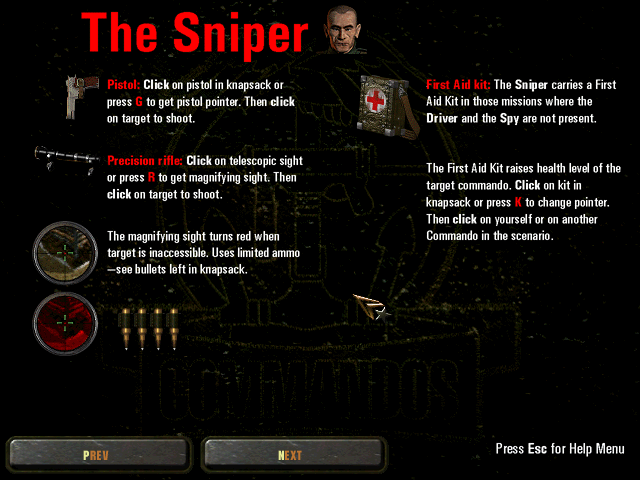 The Sniper
Pistol: Click on pistol in knapsack or
press G to get pistol pointer. Then click
on target to shoot.
Precision rifle: Click on telescopic sight
or press R to get magnifying sight. Then
click on target to shoot.
The magnifying sight turns red when
target is inaccessible. Uses limited ammo
—see bullets left in knapsack.
First Aid kit: The Sniper carries a First
Aid Kit in those missions where the
Driver and the Spy are not present.
The First Aid Kit raises health level of the
target commando. Click on kit in
knapsack or press K to change pointer.
Then click on yourself or on another
Commando in the scenario.
COMMANDOS
PREV
NEXT
Press Esc for Help Menu